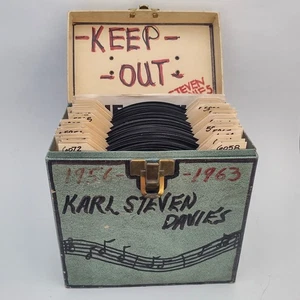 -KEEP-
-OUT-
STEVEN
DAVIES
1956-
-1963
KARL STEVEN
DAVIES